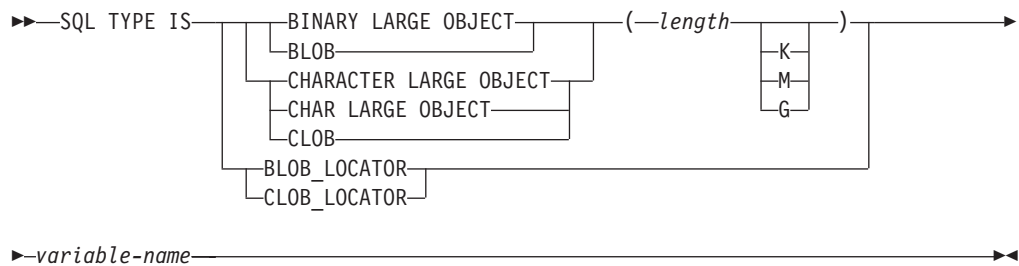 SQL TYPE IS BINARY LARGE OBJECT ( length )
BLOB K
CHARACTER LARGE OBJECT M
CHAR LARGE OBJECT G
CLOB
BLOB_LOCATOR
CLOB_LOCATOR
variable-name